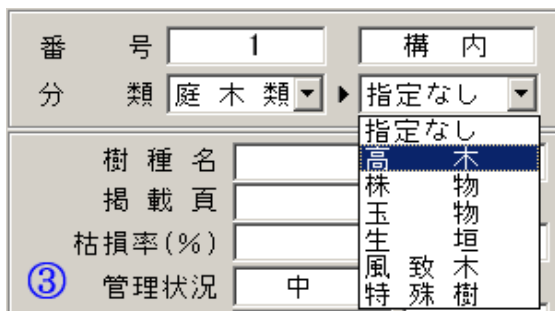 番 号 1 構 内
分 類 庭 木 類 指定なし
指定なし
高 木
株 物
玉 物
生 垣
風 致 木
特 殊 樹
樹 種 名
掲 載 頁
枯損率(%)
③ 管理状況 中